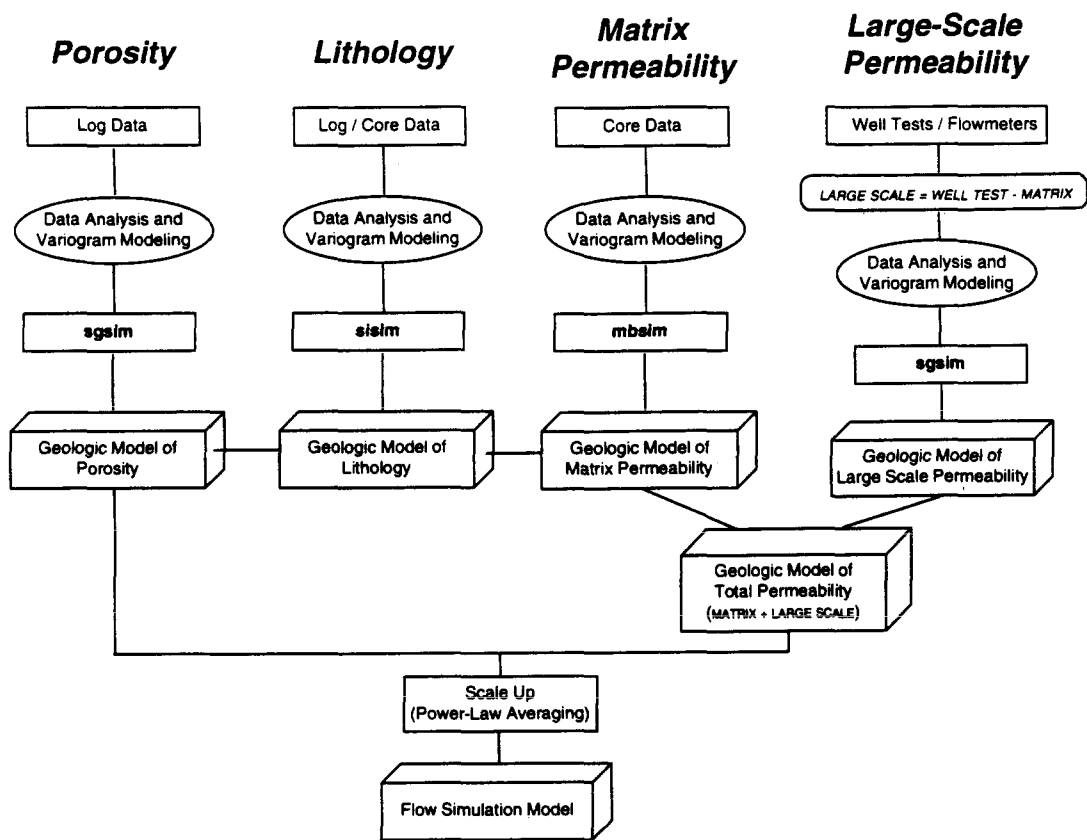 Porosity
Lithology
Matrix
Permeability
Large-Scale
Permeability
Log Data
Log / Core Data
Core Data
Well Tests / Flowmeters
LARGE SCALE = WELL TEST - MATRIX
Data Analysis and
Variogram Modeling
Data Analysis and
Variogram Modeling
Data Analysis and
Variogram Modeling
Data Analysis and
Variogram Modeling
sgsim
sisim
mbsim
sgsim
Geologic Model of
Porosity
Geologic Model of
Lithology
Geologic Model of
Matrix Permeability
Geologic Model of
Large Scale Permeability
Geologic Model of
Total Permeability
(MATRIX + LARGE SCALE)
Scale Up
(Power-Law Averaging)
Flow Simulation Model